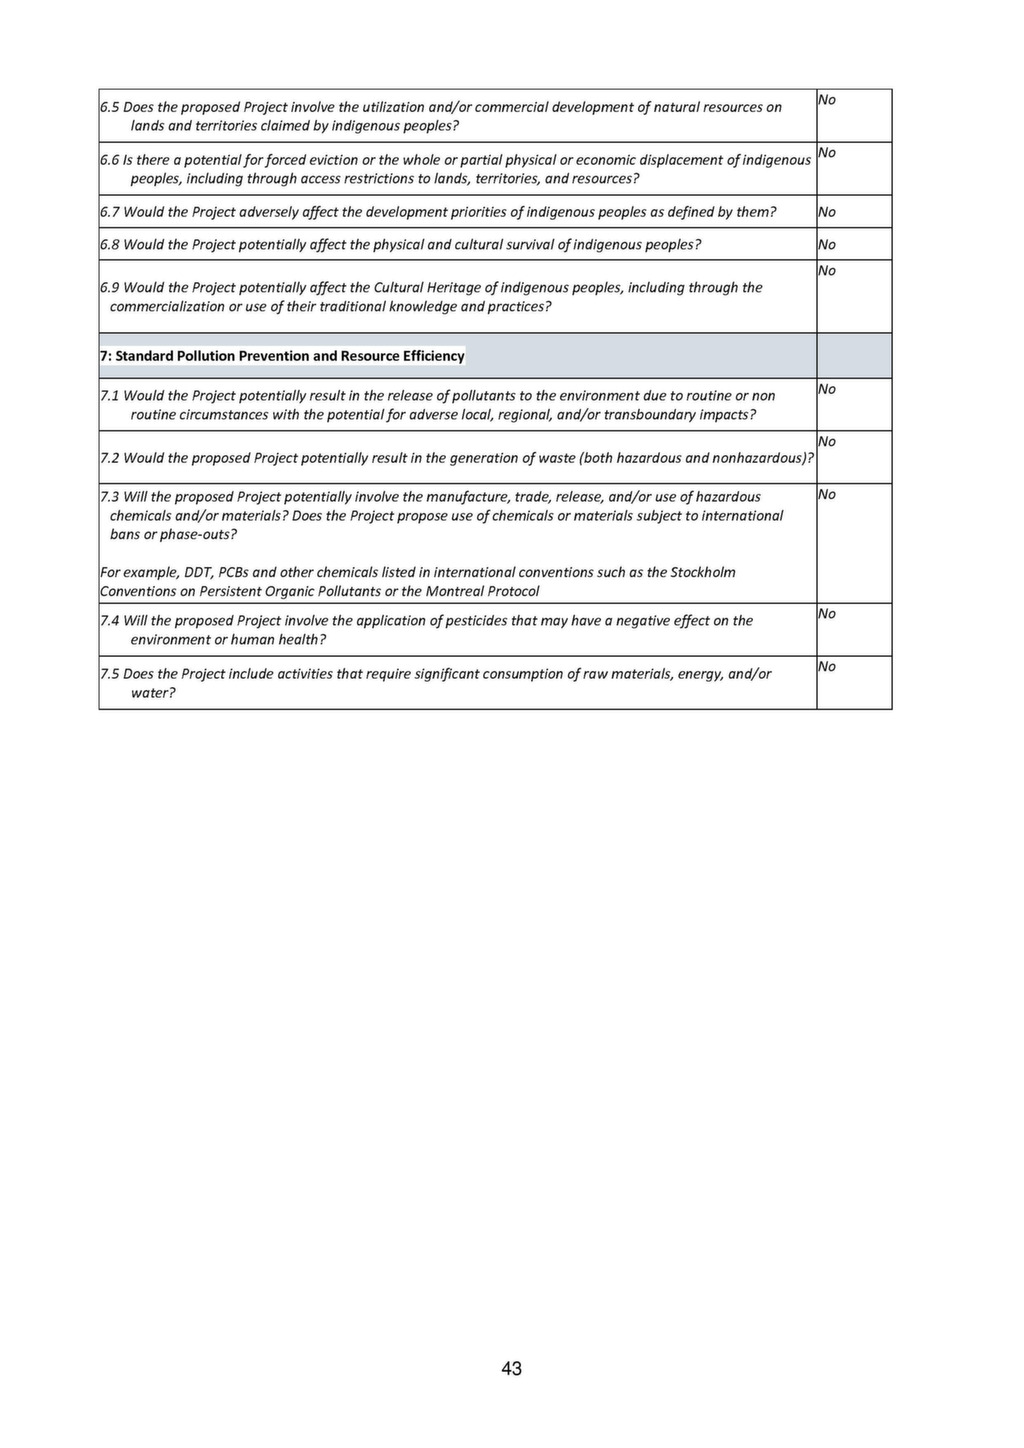 6.5 Does the proposed Project involve the utilization and/or commercial development of natural resources on
lands and territories claimed by indigenous peoples?
No
6.6 Is there a potential for forced eviction or the whole or partial physical or economic displacement of indigenous
peoples, including through access restrictions to lands, territories, and resources?
No
6.7 Would the Project adversely affect the development priorities of indigenous peoples as defined by them?
No
6.8 Would the Project potentially affect the physical and cultural survival of indigenous peoples?
No
6.9 Would the Project potentially affect the Cultural Heritage of indigenous peoples, including through the
commercialization or use of their traditional knowledge and practices?
No
7: Standard Pollution Prevention and Resource Efficiency
7.1 Would the Project potentially result in the release of pollutants to the environment due to routine or non
routine circumstances with the potential for adverse local, regional, and/or transboundary impacts?
No
7.2 Would the proposed Project potentially result in the generation of waste (both hazardous and nonhazardous)?
No
7.3 Will the proposed Project potentially involve the manufacture, trade, release, and/or use of hazardous
chemicals and/or materials? Does the Project propose use of chemicals or materials subject to international
bans or phase-outs?
For example, DDT, PCBs and other chemicals listed in international conventions such as the Stockholm
Conventions on Persistent Organic Pollutants or the Montreal Protocol
No
7.4 Will the proposed Project involve the application of pesticides that may have a negative effect on the
environment or human health?
No
7.5 Does the Project include activities that require significant consumption of raw materials, energy, and/or
water?
No
43